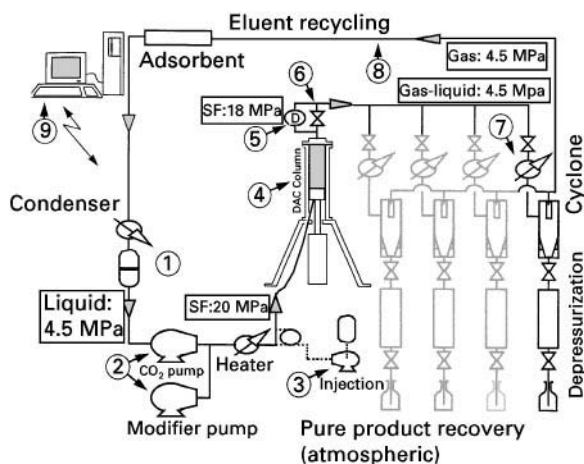 Eluent recycling
Adsorbent
8
Gas: 4.5 MPa
Gas-liquid: 4.5 Mpa
6
SF:18 MPa
5
D
9
7
4
DAC Column
Cyclone
Condenser
1
Liquid:
4.5 MPa
SF:20 MPa
Depressurization
2
CO₂ pump
Heater
3
Injection
Modifier pump
Pure product recovery
(atmospheric)